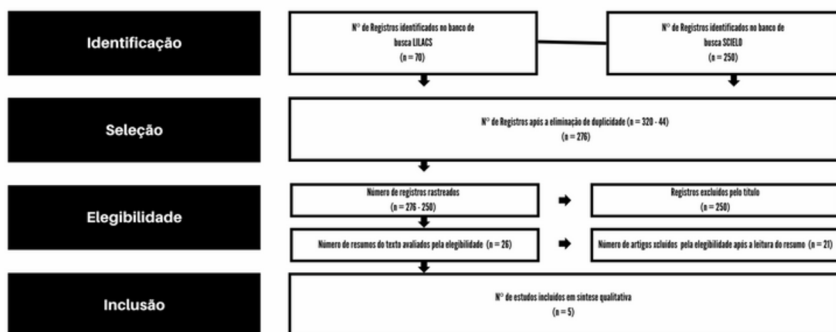 Identificação
Nº de Registros identificados no banco de
busca LILACS
(n = 70)
Nº de Registros identificados no banco de
busca SCIELO
(n = 250)
Seleção
Nº de Registros após a eliminação de duplicidade (n = 320 - 44)
(n = 276)
Elegibilidade
Número de registros rastreados
(n = 276 - 250)
Registros excluídos pelo título
(n = 250)
Número de resumos do texto avaliados pela elegibilidade (n = 26)
Número de artigos xcluídos pela elegibilidade após a leitura do resumo (n = 21)
Inclusão
Nº de estudos incluídos em síntese qualitativa
(n = 5)